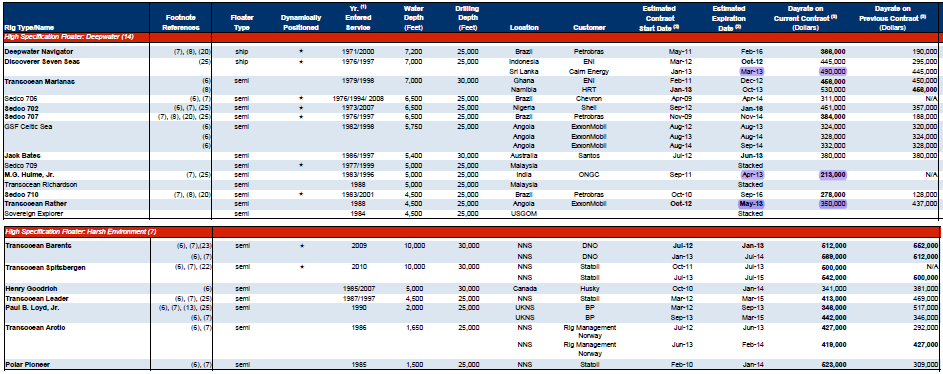 Rig Type/Name Footnote References Floater Type Dynamically Positioned Yr. (1) Entered Service Water Depth (Feet) Drilling Depth (Feet) Location Customer Estimated Contract Start Date (3) Estimated Expiration Date (3) Dayrate on Current Contract (5) (Dollars) Dayrate on Previous Contract (5) (Dollars)
High Specification Floater: Deepwater (14)
Deepwater Navigator (7), (8), (20) ship ★ 1971/2000 7,200 25,000 Brazil Petrobras May-11 Feb-16 366,000 190,000
Discoverer Seven Seas (25) ship ★ 1976/1997 7,000 25,000 Indonesia ENI Mar-12 Oct-12 445,000 295,000
Sri Lanka Cairn Energy Jan-13 Mar-13 490,000 445,000
Transocean Marianas (6) semi 1979/1998 7,000 30,000 Ghana ENI Feb-11 Dec-12 466,000 450,000
(8) Namibia HRT Jan-13 Oct-13 530,000 466,000
Sedco 706 (6), (7) semi ★ 1976/1994/ 2008 6,500 25,000 Brazil Chevron Apr-09 Apr-14 311,000 N/A
Sedco 702 (6), (7), (25) semi ★ 1973/2007 6,500 25,000 Nigeria Shell Sep-12 Jan-16 461,000 357,000
Sedco 707 (7), (8), (20), (25) semi ★ 1976/1997 6,500 25,000 Brazil Petrobras Nov-09 Nov-14 384,000 188,000
GSF Celtic Sea (6) semi 1982/1998 5,750 25,000 Angola ExxonMobil Aug-12 Aug-13 324,000 320,000
(6) Angola ExxonMobil Aug-13 Aug-14 328,000 324,000
(6) Angola ExxonMobil Aug-14 Sep-14 332,000 328,000
Jack Bates semi 1986/1997 5,400 30,000 Australia Santos Jul-12 Jun-13 380,000 380,000
Sedco 709 semi ★ 1977/1999 5,000 25,000 Malaysia Stacked
M.G. Hulme, Jr. (7), (25) semi 1983/1996 5,000 25,000 India ONGC Sep-11 Apr-13 213,000 N/A
Transocean Richardson semi 1988 5,000 25,000 Malaysia Stacked
Sedco 710 (7), (8), (20) semi ★ 1983/2001 4,500 25,000 Brazil Petrobras Oct-10 Sep-16 278,000 128,000
Transocean Rather semi 1988 4,500 25,000 Angola ExxonMobil Oct-12 May-13 350,000 437,000
Sovereign Explorer semi 1984 4,500 25,000 USGOM Stacked
High Specification Floater: Harsh Environment (7)
Transocean Barents (6), (7),(23) semi ★ 2009 10,000 30,000 NNS DNO Jul-12 Jan-13 512,000 552,000
(6), (7) NNS DNO Jan-13 Jul-14 569,000 512,000
Transocean Spitsbergen (6), (7), (22) semi ★ 2010 10,000 30,000 NNS Statoil Oct-11 Jul-13 500,000 N/A
NNS Statoil Jul-13 Jul-15 542,000 500,000
Henry Goodrich (6) semi 1985/2007 5,000 30,000 Canada Husky Oct-10 Jan-14 341,000 381,000
Transocean Leader (6), (7), (25) semi 1987/1997 4,500 25,000 NNS Statoil Mar-12 Mar-15 413,000 469,000
Paul B. Loyd, Jr. (6), (7), (13), (25) semi 1990 2,000 25,000 UKNS BP Mar-12 Sep-13 346,000 517,000
(6), (7) UKNS BP Sep-13 Mar-15 442,000 346,000
Transocean Arctic (6), (7) semi 1986 1,650 25,000 NNS Rig Management Jul-12 Jun-13 427,000 292,000
Norway
NNS Rig Management Jun-13 Feb-14 419,000 427,000
Norway
Polar Pioneer (6), (7) semi 1985 1,500 25,000 NNS Statoil Feb-10 Jan-14 523,000 309,000